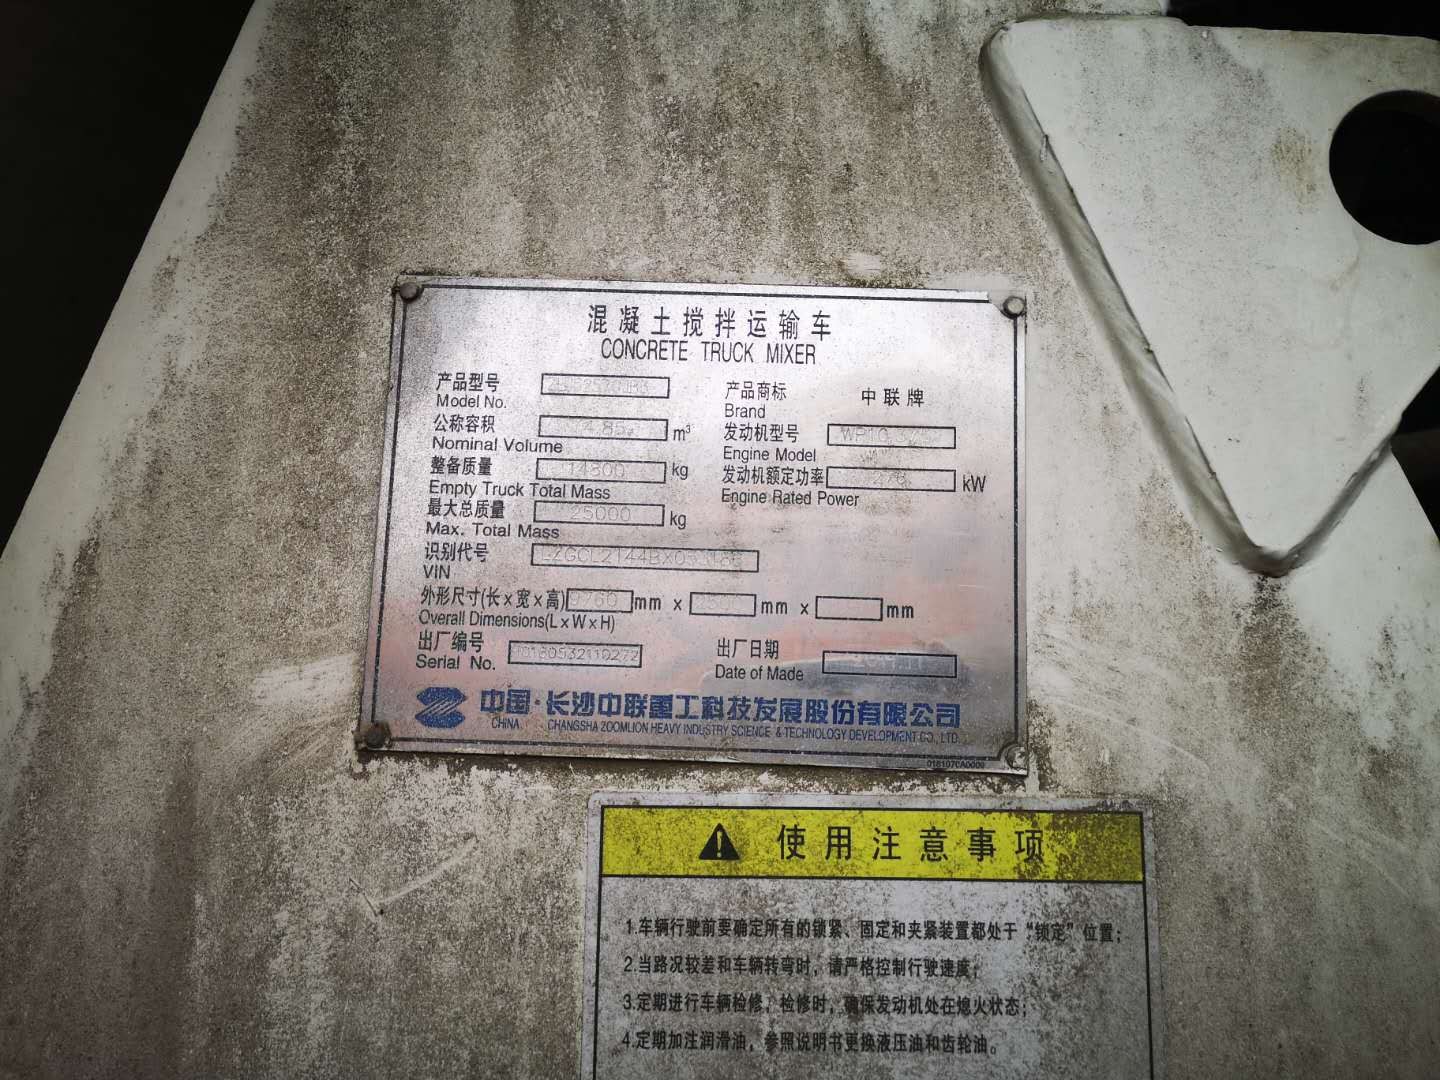 混凝土搅拌运输车
CONCRETE TRUCK MIXER
产品型号
Model No.
产品商标 中联牌
Brand
公称容积 4.85 m³
Nominal Volume
发动机型号
Engine Model
整备质量 14800 kg
Empty Truck Total Mass
发动机额定功率 kW
Engine Rated Power
最大总质量 25000 kg
Max. Total Mass
识别代号
VIN
外形尺寸(长×宽×高) 9760 mm × mm × mm
Overall Dimensions(L×W×H)
出厂编号
Serial No.
出厂日期
Date of Made
中国·长沙中联重工科技发展股份有限公司
CHINA. CHANGSHA ZOOMLION HEAVY INDUSTRY SCIENCE & TECHNOLOGY DEVELOPMENT CO., LTD.
使用注意事项
1.车辆行驶前要确定所有的锁紧、固定和夹紧装置都处于“锁定”位置；
2.当路况较差和车辆转弯时，请严格控制行驶速度；
3.定期进行车辆检修，检修时，确保发动机处在熄火状态；
4.定期加注润滑油，参照说明书更换液压油和齿轮油。